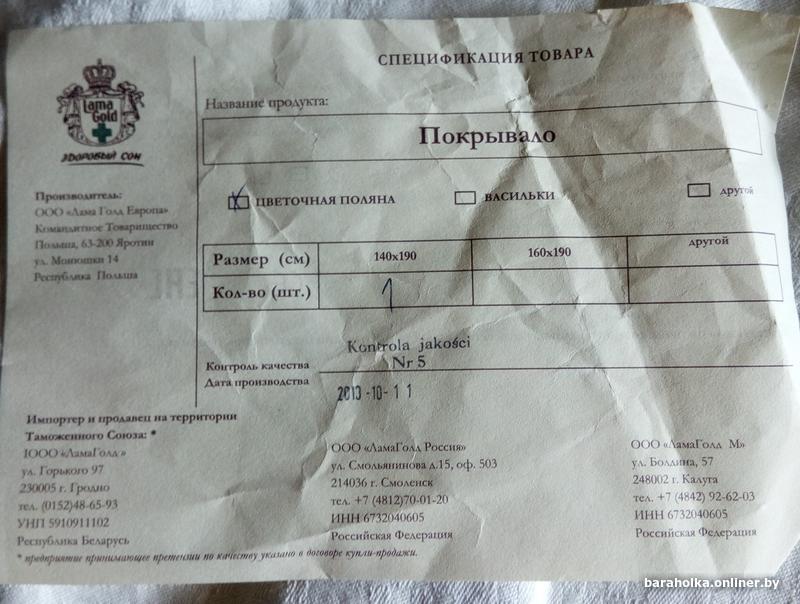 СПЕЦИФИКАЦИЯ ТОВАРА
Lama
Gold
ЗДОРОВЫЙ СОН
Название продукта:
Покрывало
ЦВЕТОЧНАЯ ПОЛЯНА
ВАСИЛЬКИ
другой
Производитель:
ООО «Лама Голд Европа»
Командитное Товарищество
Польша, 63-200 Яротин
ул. Монюшки 14
Республика Польша
Размер (см) 140x190 160x190 другой
Кол-во (шт.) 1
Kontrola jakości
Nr 5
Контроль качества
Дата производства
-10-11
Импортер и продавец на территории
Таможенного Союза: *
IООО «ЛамаГолд»
ул. Горького 97
230005 г. Гродно
тел. (0152)48-65-93
УНП 5910911102
Республика Беларусь
ООО «ЛамаГолд Россия»
ул. Смольянинова д.15, оф. 503
214036 г. Смоленск
тел. +7 (4812)70-01-20
ИНН 6732040605
Российская Федерация
ООО «ЛамаГолд М»
ул. Болдина, 57
248002 г. Калуга
тел. +7 (4842) 92-62-03
ИНН 6732040605
Российская Федерация
* предприятие принимающее претензии по качеству указано в договоре купли-продажи.
baraholka.onliner.by